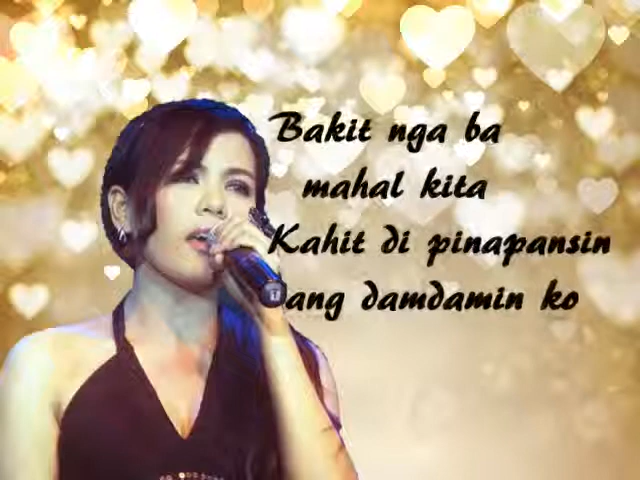 Bakit nga ba
mahal kita
Kahit di pinapansin
ang damdamin ko